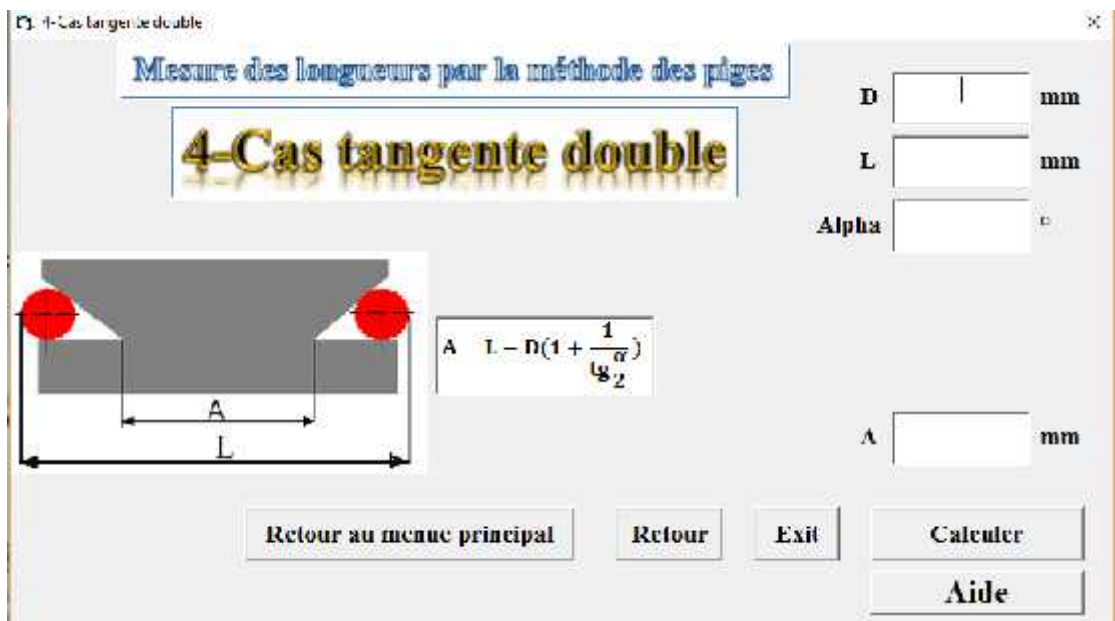 4-Cas tangente double
Mesure des longueurs par la méthode des piges
4-Cas tangente double
D mm
L mm
Alpha °
A L – D(1 + 1/tg α/2)
A
L
A mm
Retour au menue principal Retour Exit Calculer
Aide